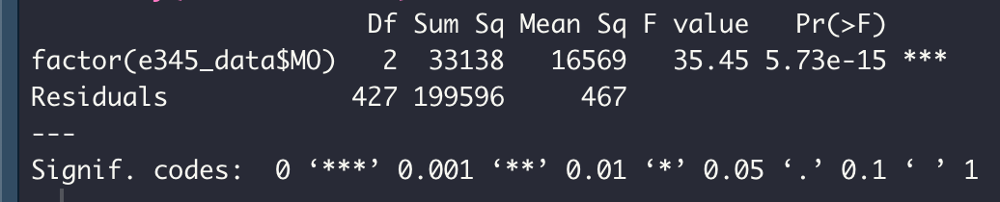 Df Sum Sq Mean Sq F value Pr(>F)
factor(e345_data$MO) 2 33138 16569 35.45 5.73e-15 ***
Residuals 427 199596 467
---
Signif. codes: 0 ‘***’ 0.001 ‘**’ 0.01 ‘*’ 0.05 ‘.’ 0.1 ‘ ’ 1